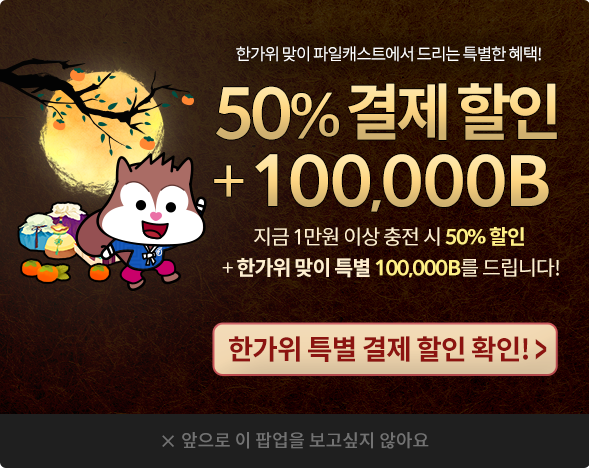 한가위 맞이 파일캐스트에서 드리는 특별한 혜택!
50% 결제 할인
+ 100,000B
지금 1만원 이상 충전 시 50% 할인
+ 한가위 맞이 특별 100,000B를 드립니다!
한가위 특별 결제 할인 확인! >
× 앞으로 이 팝업을 보고싶지 않아요